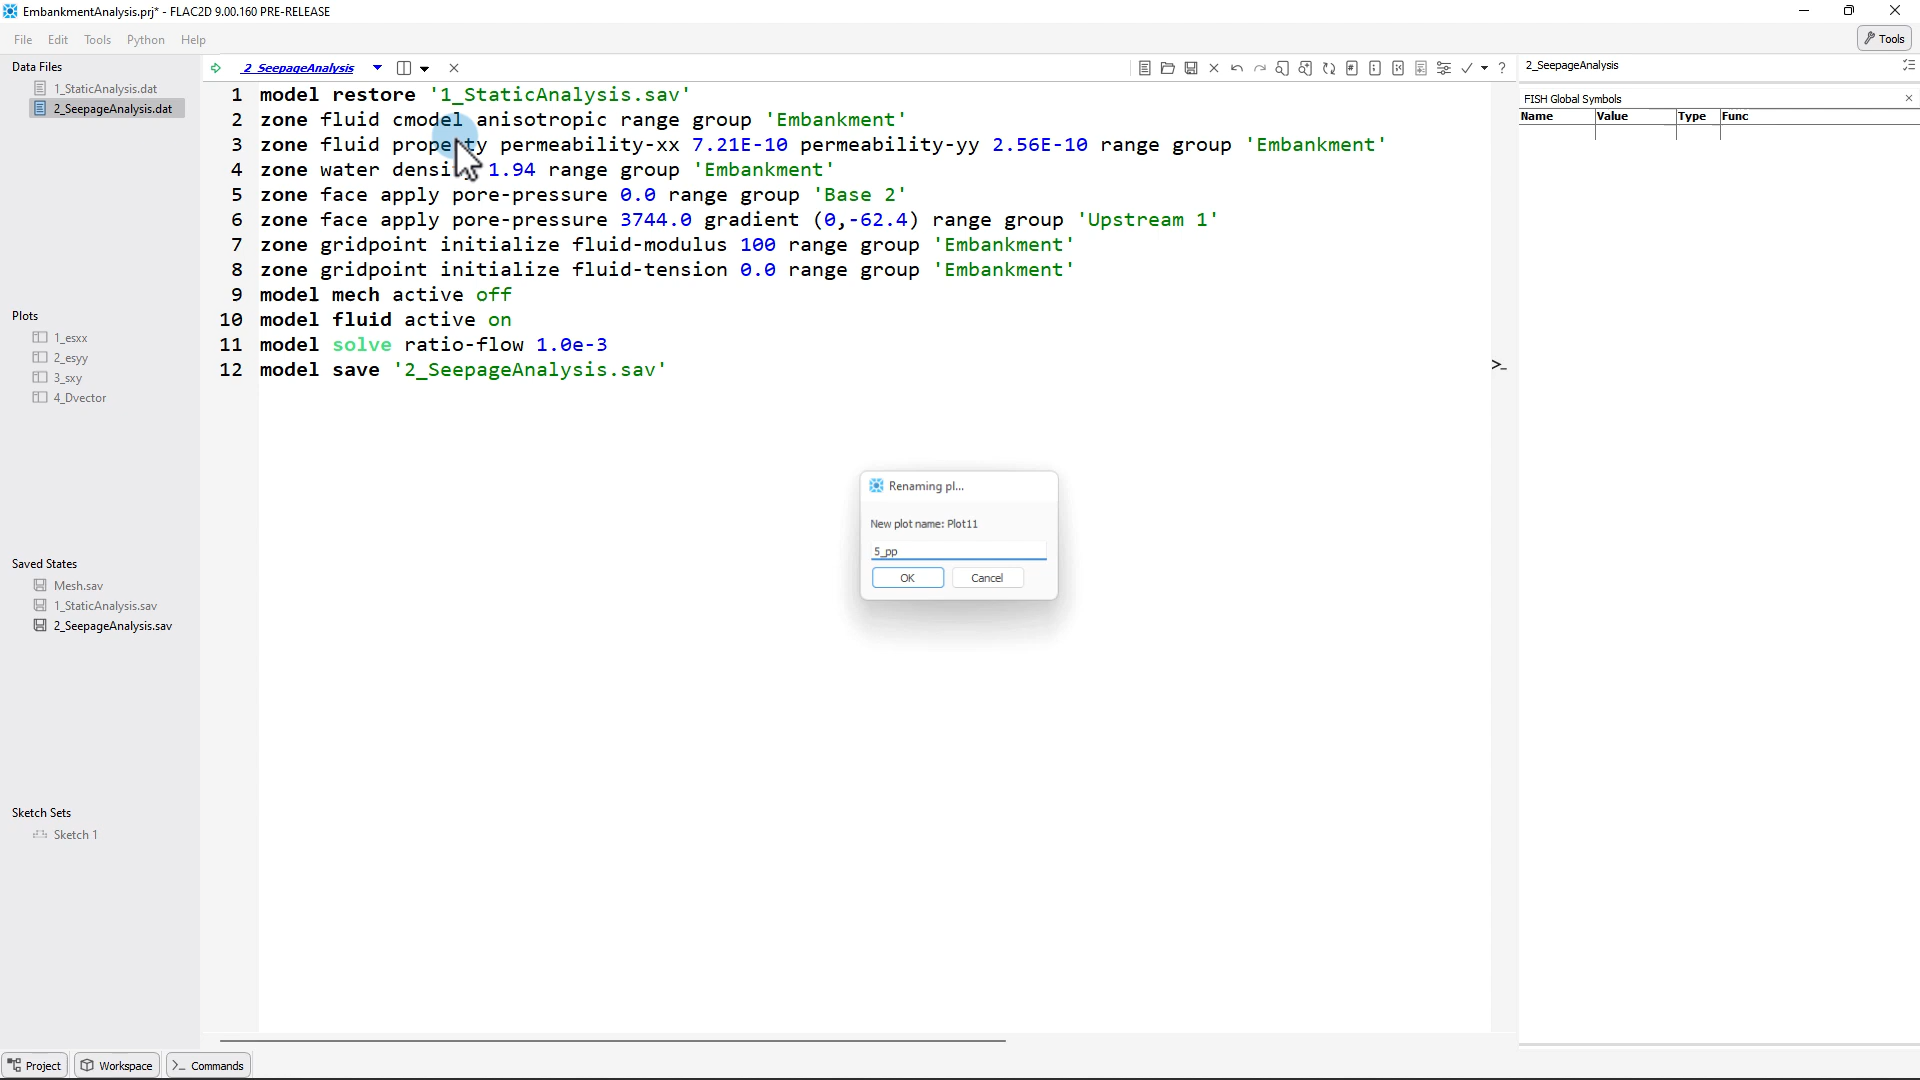 EmbankmentAnalysis.prj* - FLAC2D 9.00.160 PRE-RELEASE
File Edit Tools Python Help
Tools
Data Files
1_StaticAnalysis.dat
2_SeepageAnalysis.dat
Plots
1_esxx
2_esyy
3_sxy
4_Dvector
Saved States
Mesh.sav
1_StaticAnalysis.sav
2_SeepageAnalysis.sav
Sketch Sets
Sketch 1
2_SeepageAnalysis
1 model restore '1_StaticAnalysis.sav'
2 zone fluid cmodel anisotropic range group 'Embankment'
3 zone fluid property permeability-xx 7.21E-10 permeability-yy 2.56E-10 range group 'Embankment'
4 zone water density 1.94 range group 'Embankment'
5 zone face apply pore-pressure 0.0 range group 'Base 2'
6 zone face apply pore-pressure 3744.0 gradient (0,-62.4) range group 'Upstream 1'
7 zone gridpoint initialize fluid-modulus 100 range group 'Embankment'
8 zone gridpoint initialize fluid-tension 0.0 range group 'Embankment'
9 model mech active off
10 model fluid active on
11 model solve ratio-flow 1.0e-3
12 model save '2_SeepageAnalysis.sav'
>_
Renaming pl...
New plot name: Plot11
5_pp
OK Cancel
2_SeepageAnalysis
FISH Global Symbols
Name Value Type Func
Project Workspace >_ Commands